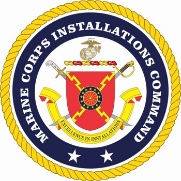 MARINE CORPS INSTALLATIONS COMMAND
EXCELLENCE IN INSTALLATIONS